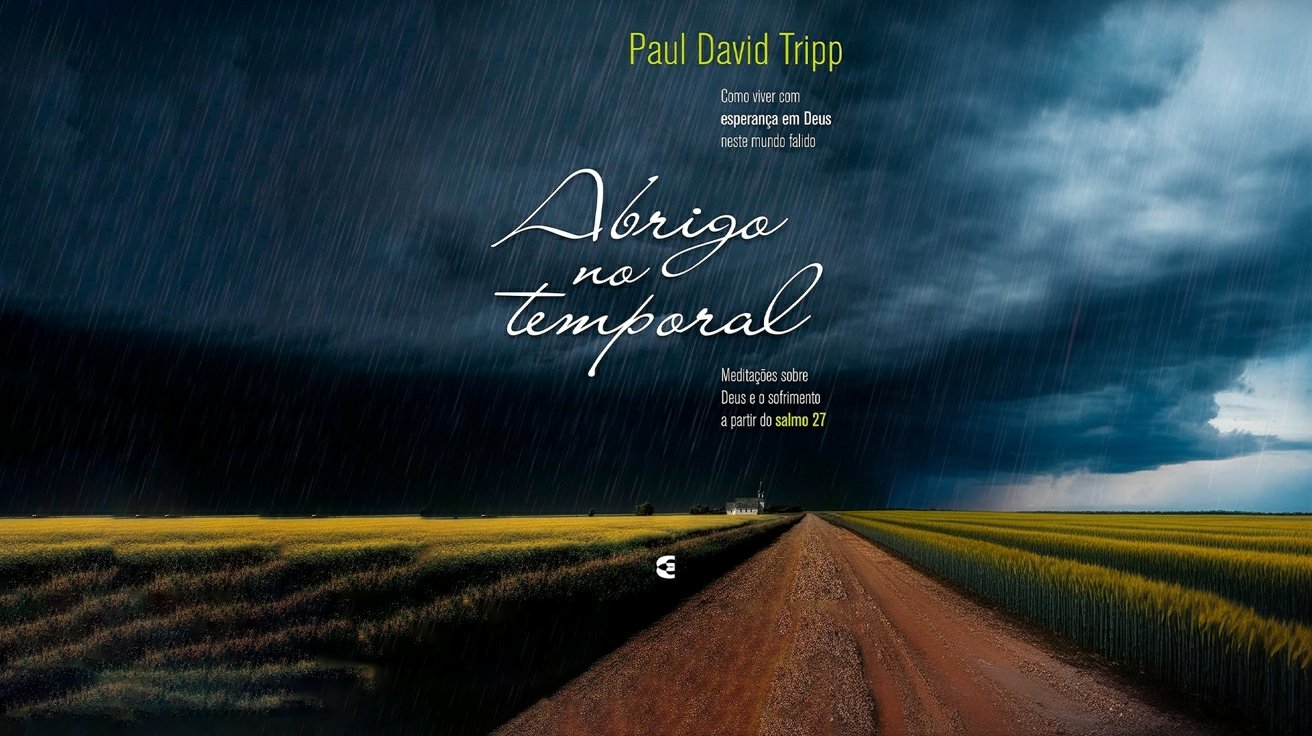 Paul David Tripp
Como viver com
esperança em Deus
neste mundo falido
Abrigo
no
temporal
Meditações sobre
Deus e o sofrimento
a partir do salmo 27